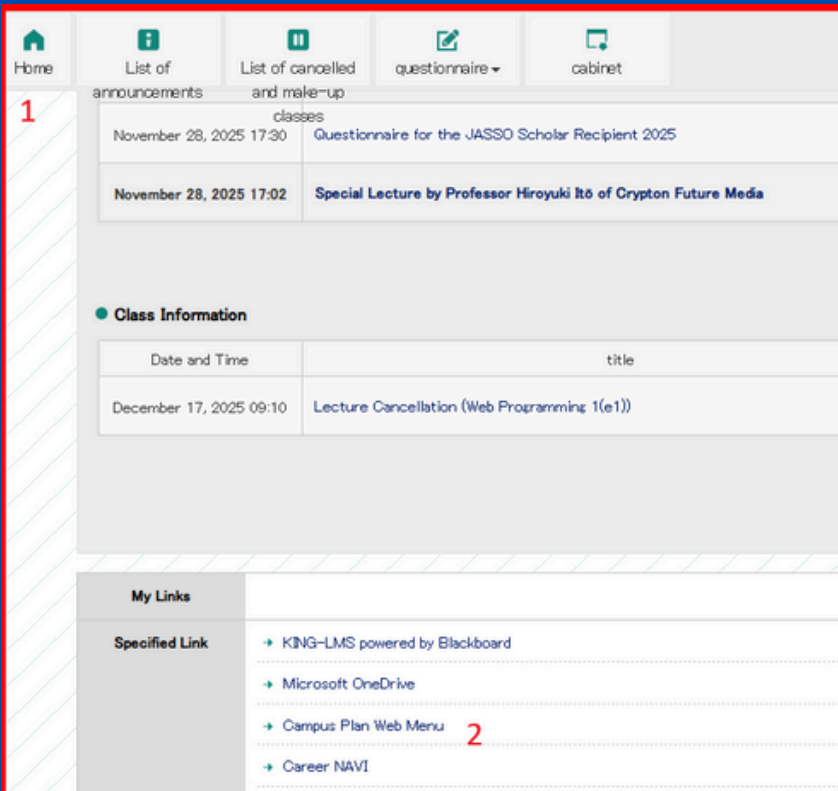 Home
List of announcements
List of cancelled and make-up classes
questionnaire
cabinet
1
November 28, 2025 17:30 Questionnaire for the JASSO Scholar Recipient 2025
November 28, 2025 17:02 Special Lecture by Professor Hiroyuki Itō of Crypton Future Media
Class Information
Date and Time title
December 17, 2025 09:10 Lecture Cancellation (Web Programming 1(e1))
My Links
Specified Link
KING-LMS powered by Blackboard
Microsoft OneDrive
Campus Plan Web Menu 2
Career NAVI